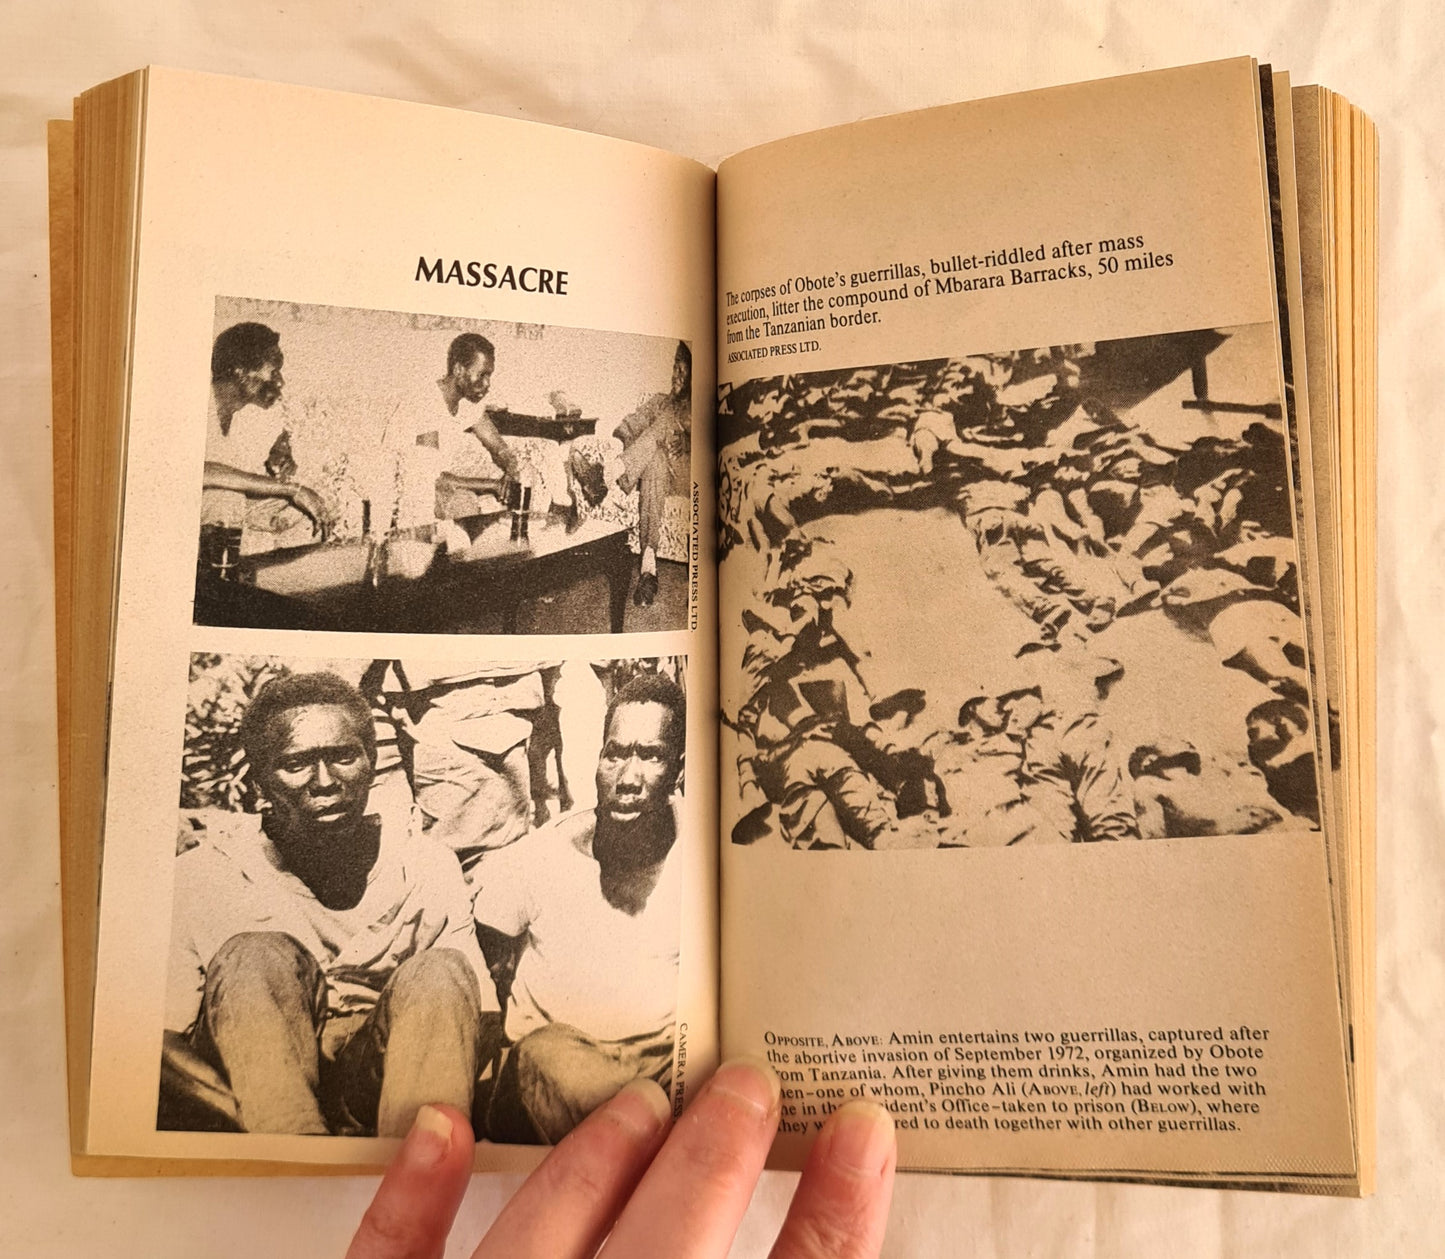 MASSACRE
ASSOCIATED PRESS LTD.
CAMERA PRESS
The corpses of Obote's guerrillas, bullet-riddled after mass
execution, litter the compound of Mbarara Barracks, 50 miles
from the Tanzanian border.
ASSOCIATED PRESS LTD.
OPPOSITE, ABOVE: Amin entertains two guerrillas, captured after
the abortive invasion of September 1972, organized by Obote
from Tanzania. After giving them drinks, Amin had the two
men–one of whom, Pincho Ali (ABOVE, left) had worked with
in Office–taken to prison (BELOW), where
they to death together with other guerrillas.